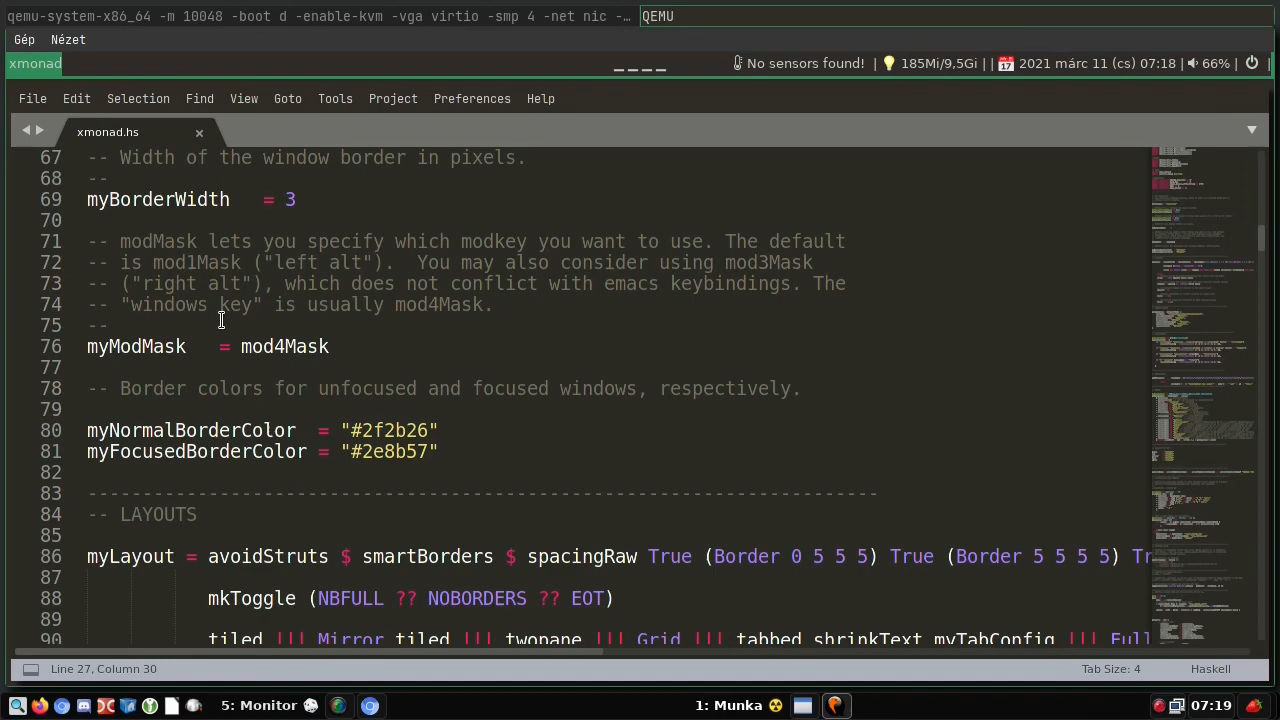 qemu-system-x86_64 -m 10048 -boot d -enable-kvm -vga virtio -smp 4 -net nic -… QEMU
Gép Nézet
xmonad No sensors found! | 185Mi/9,5Gi | | 17 2021 márc 11 (cs) 07:18 | 66% | |
File Edit Selection Find View Goto Tools Project Preferences Help
xmonad.hs ×
67 -- Width of the window border in pixels.
68 --
69 myBorderWidth = 3
70
71 -- modMask lets you specify which modkey you want to use. The default
72 -- is mod1Mask ("left alt"). You may also consider using mod3Mask
73 -- ("right alt"), which does not conflict with emacs keybindings. The
74 -- "windows key" is usually mod4Mask.
75 --
76 myModMask = mod4Mask
77
78 -- Border colors for unfocused and focused windows, respectively.
79
80 myNormalBorderColor = "#2f2b26"
81 myFocusedBorderColor = "#2e8b57"
82
83 ------------------------------------------------------------------------
84 -- LAYOUTS
85
86 myLayout = avoidStruts $ smartBorders $ spacingRaw True (Border 0 5 5 5) True (Border 5 5 5 5) Tr
87
88 mkToggle (NBFULL ?? NOBORDERS ?? EOT)
89
90 tiled ||| Mirror tiled ||| twopane ||| Grid ||| tabbed shrinkText myTabConfig ||| Full
Line 27, Column 30 Tab Size: 4 Haskell
5: Monitor 1: Munka 07:19